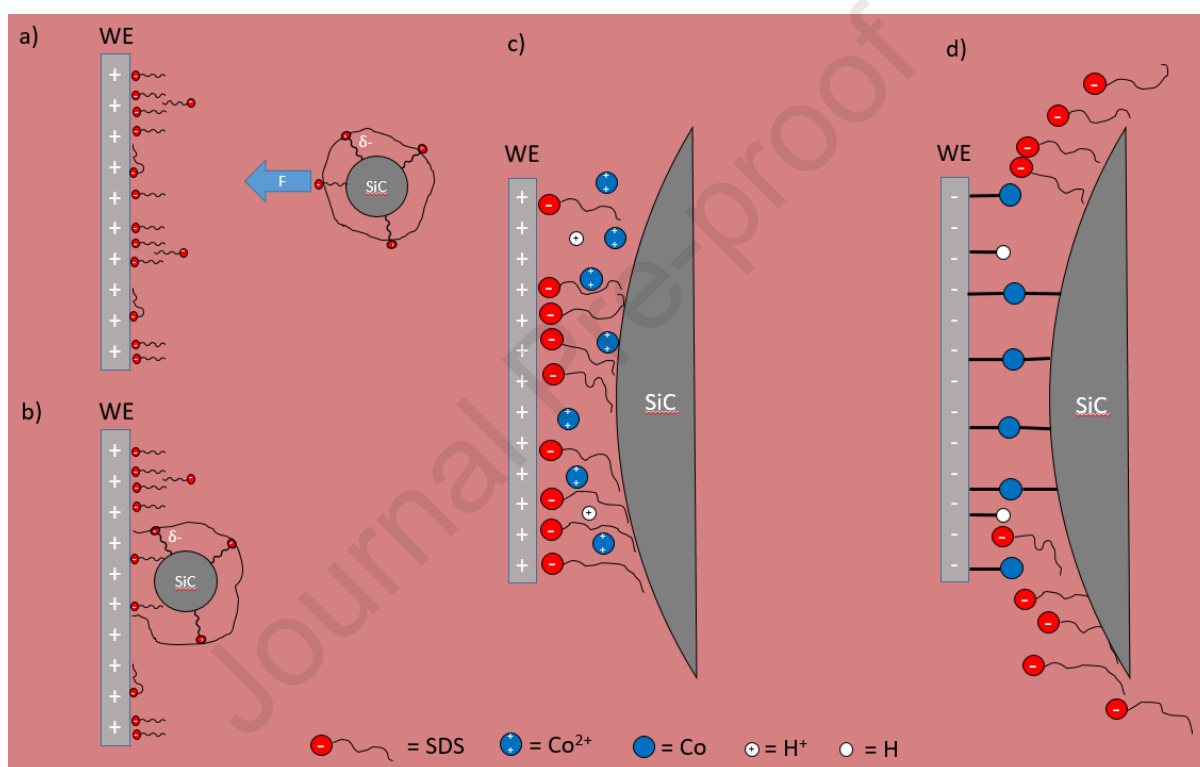 a)
WE
+
+
+
+
+
+
+
+
+
+
F
δ-
SiC
b)
WE
+
+
+
+
+
+
+
+
+
+
δ-
SiC
c)
WE
+
+
+
+
+
+
+
+
+
+
+
+
+
SiC
d)
WE
-
-
-
-
-
-
-
-
-
-
-
-
-
SiC
= SDS
= Co²⁺
= Co
= H⁺
= H
Journal Pre-proof